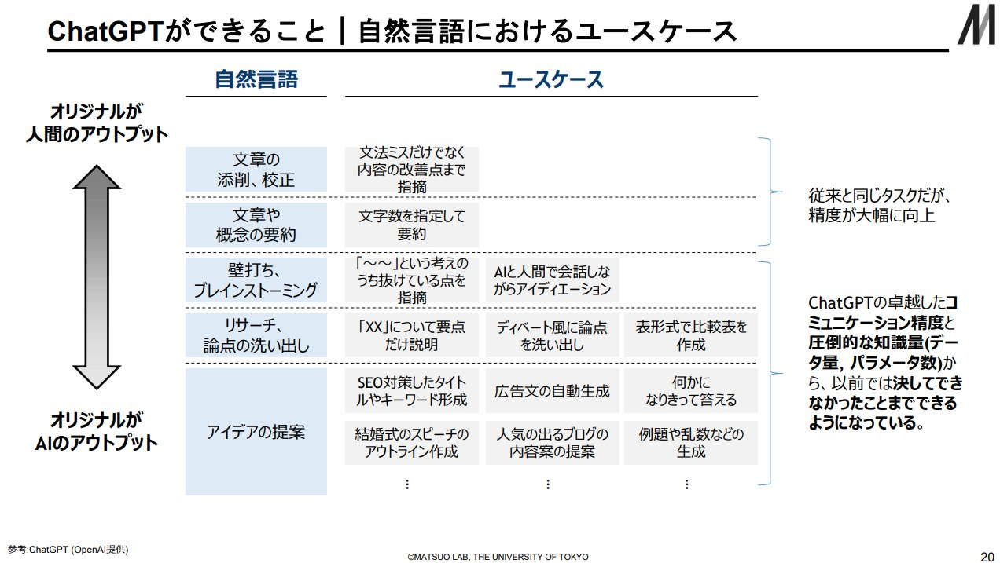 ChatGPTができること｜自然言語におけるユースケース
自然言語
ユースケース
オリジナルが
人間のアウトプット
オリジナルが
AIのアウトプット
文章の
添削、校正
文法ミスだけでなく
内容の改善点まで
指摘
文章や
概念の要約
文字数を指定して
要約
壁打ち、
ブレインストーミング
「～～」という考えの
うち抜けている点を
指摘
AIと人間で会話しな
がらアイディエーション
リサーチ、
論点の洗い出し
「XX」について要点
だけ説明
ディベート風に論点
を洗い出し
表形式で比較表を
作成
アイデアの提案
SEO対策したタイト
ルやキーワード形成
広告文の自動生成
何かに
なりきって答える
結婚式のスピーチの
アウトライン作成
人気の出るブログの
内容案の提案
例題や乱数などの
生成
⋮
⋮
⋮
従来と同じタスクだが、
精度が大幅に向上
ChatGPTの卓越したコ
ミュニケーション精度と
圧倒的な知識量(デー
タ量, パラメータ数)か
ら、以前では決してでき
なかったことまでできる
ようになっている。
参考:ChatGPT (OpenAI提供)
©MATSUO LAB, THE UNIVERSITY OF TOKYO
20